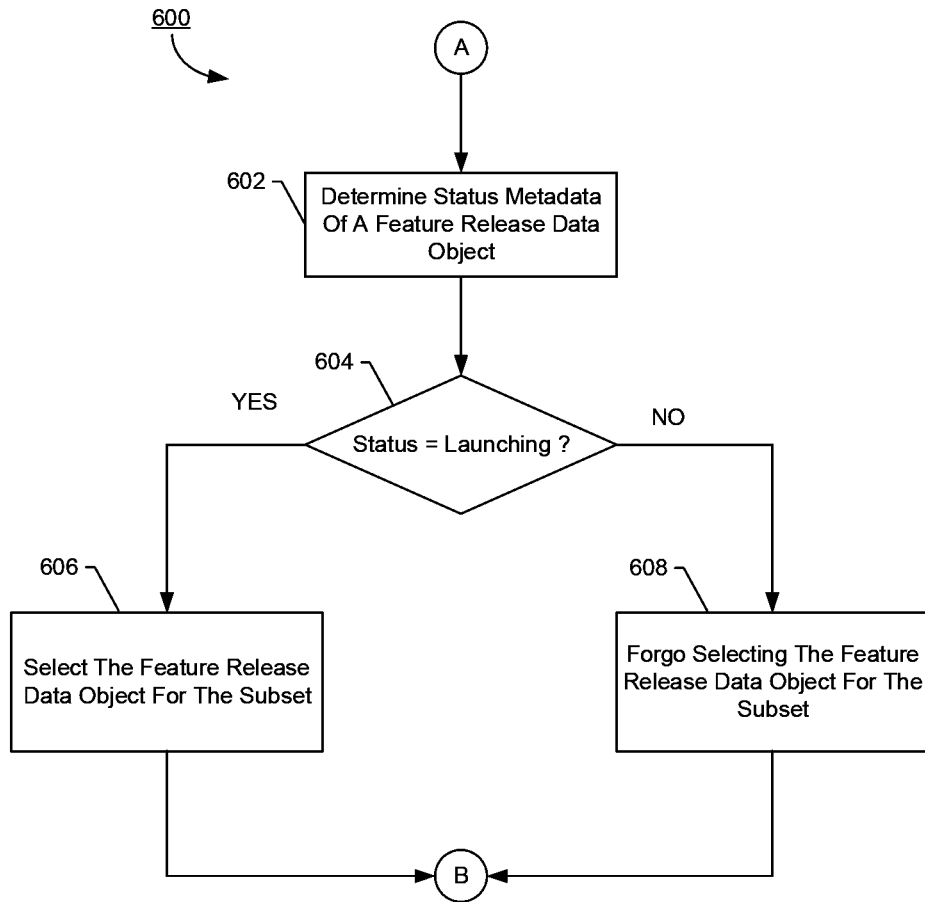 600
A
602
Determine Status Metadata
Of A Feature Release Data
Object
604
YES
NO
Status = Launching ?
606
608
Select The Feature Release
Data Object For The Subset
Forgo Selecting The Feature
Release Data Object For The
Subset
B